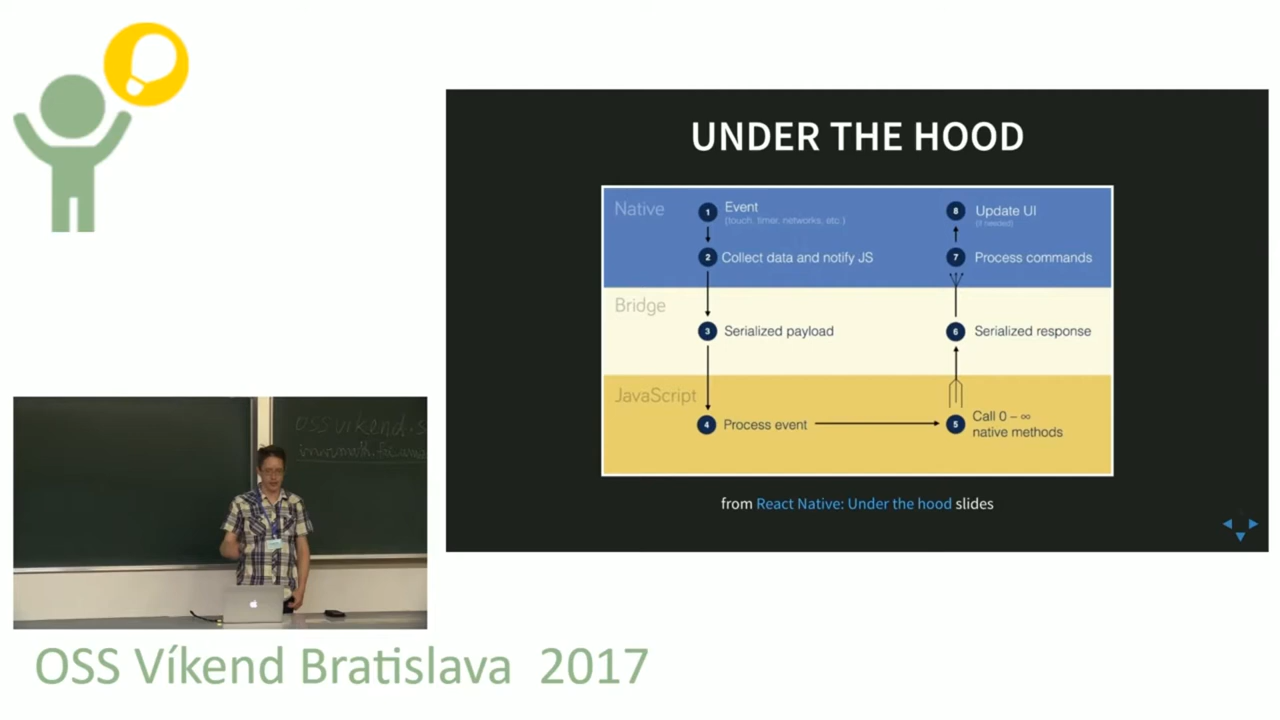 UNDER THE HOOD
Native
1 Event
(touch, timer, networks, etc.)
2 Collect data and notify JS
8 Update UI
(if needed)
7 Process commands
Bridge
3 Serialized payload
6 Serialized response
JavaScript
4 Process event
5 Call 0 – ∞
native methods
from React Native: Under the hood slides
oss víkend.s
OSS Víkend Bratislava 2017